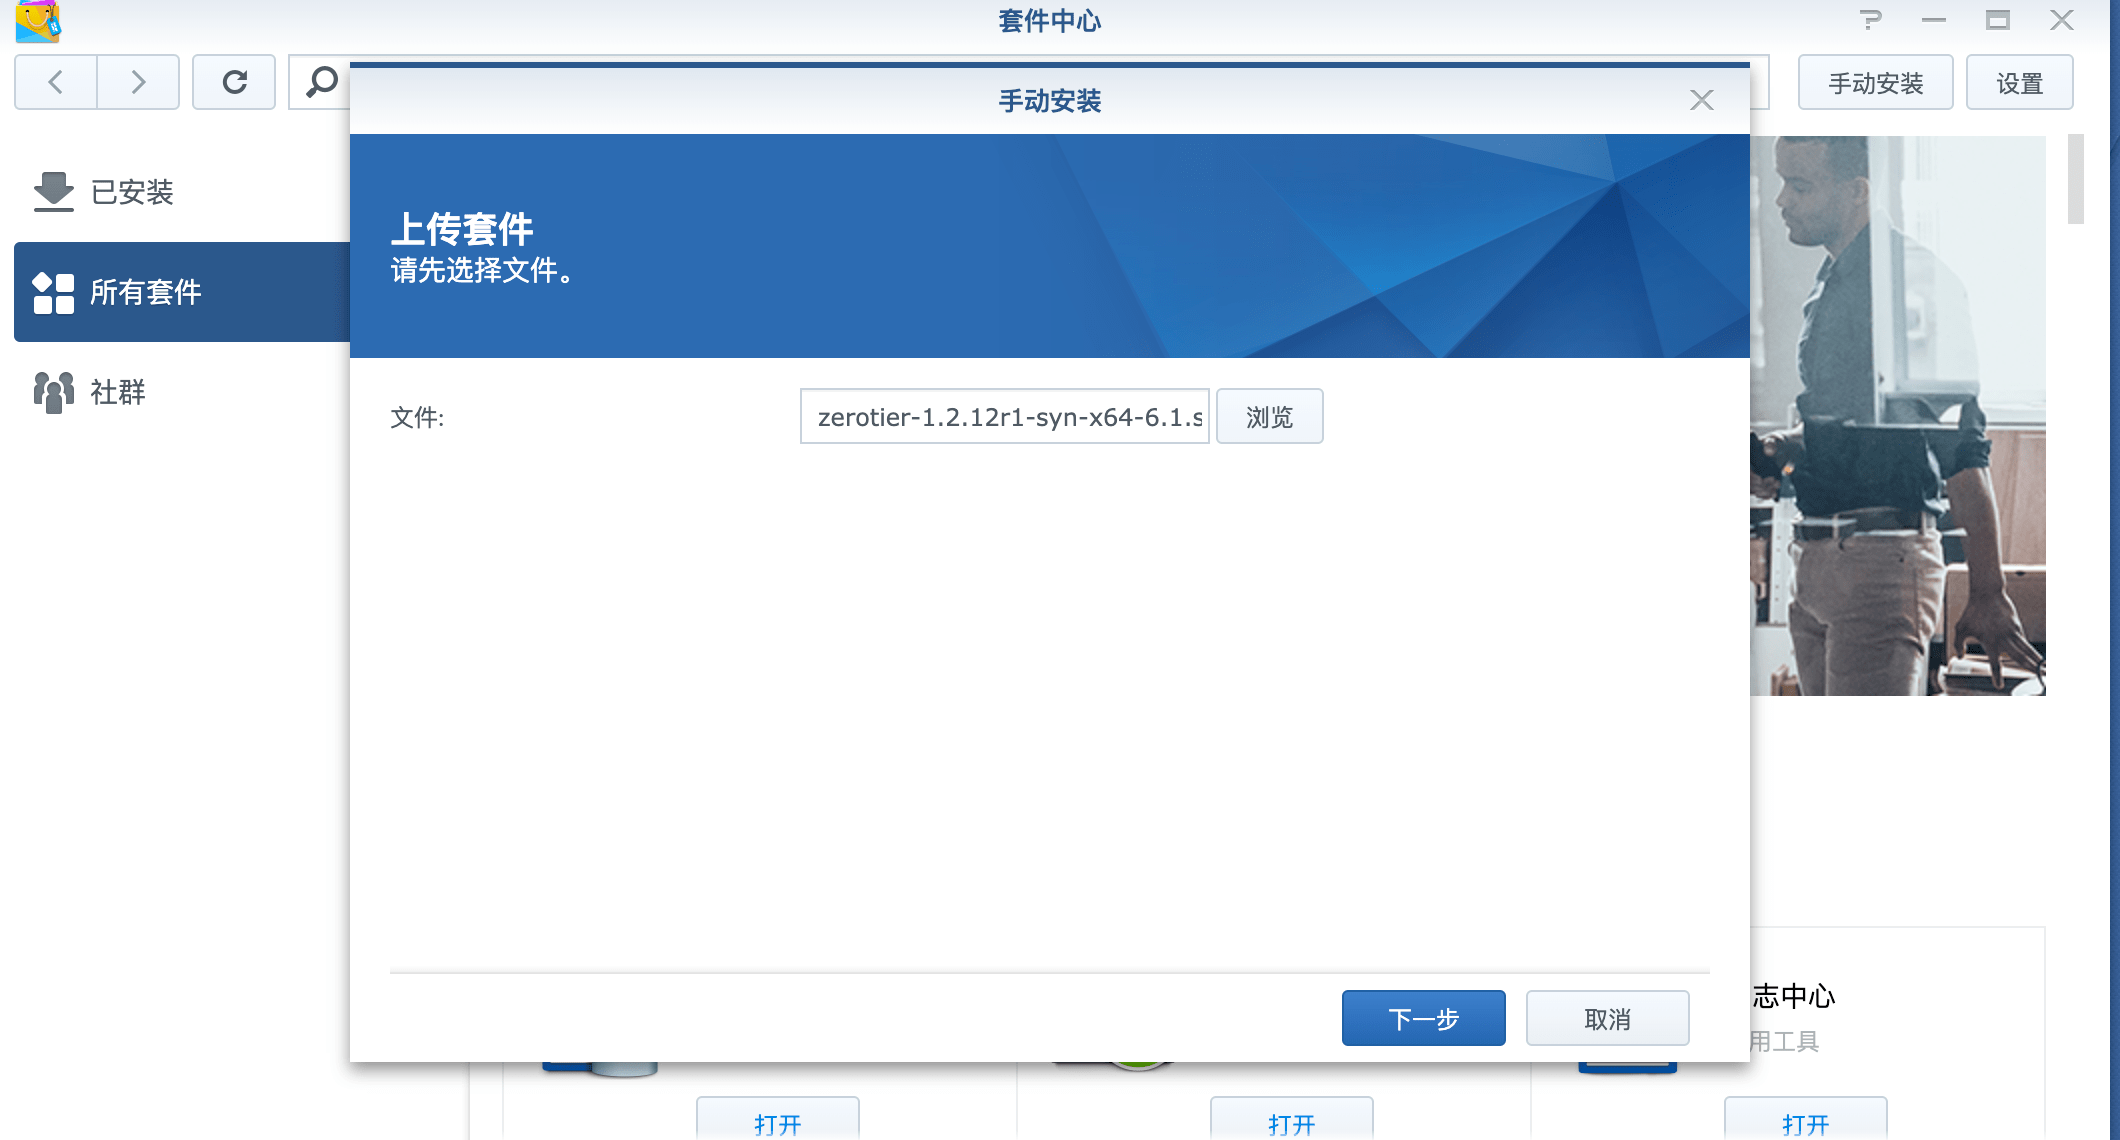 套件中心
手动安装
设置
手动安装
已安装
所有套件
社群
上传套件
请先选择文件。
文件:
zerotier-1.2.12r1-syn-x64-6.1.s
浏览
下一步
取消
志中心
用工具
打开
打开
打开